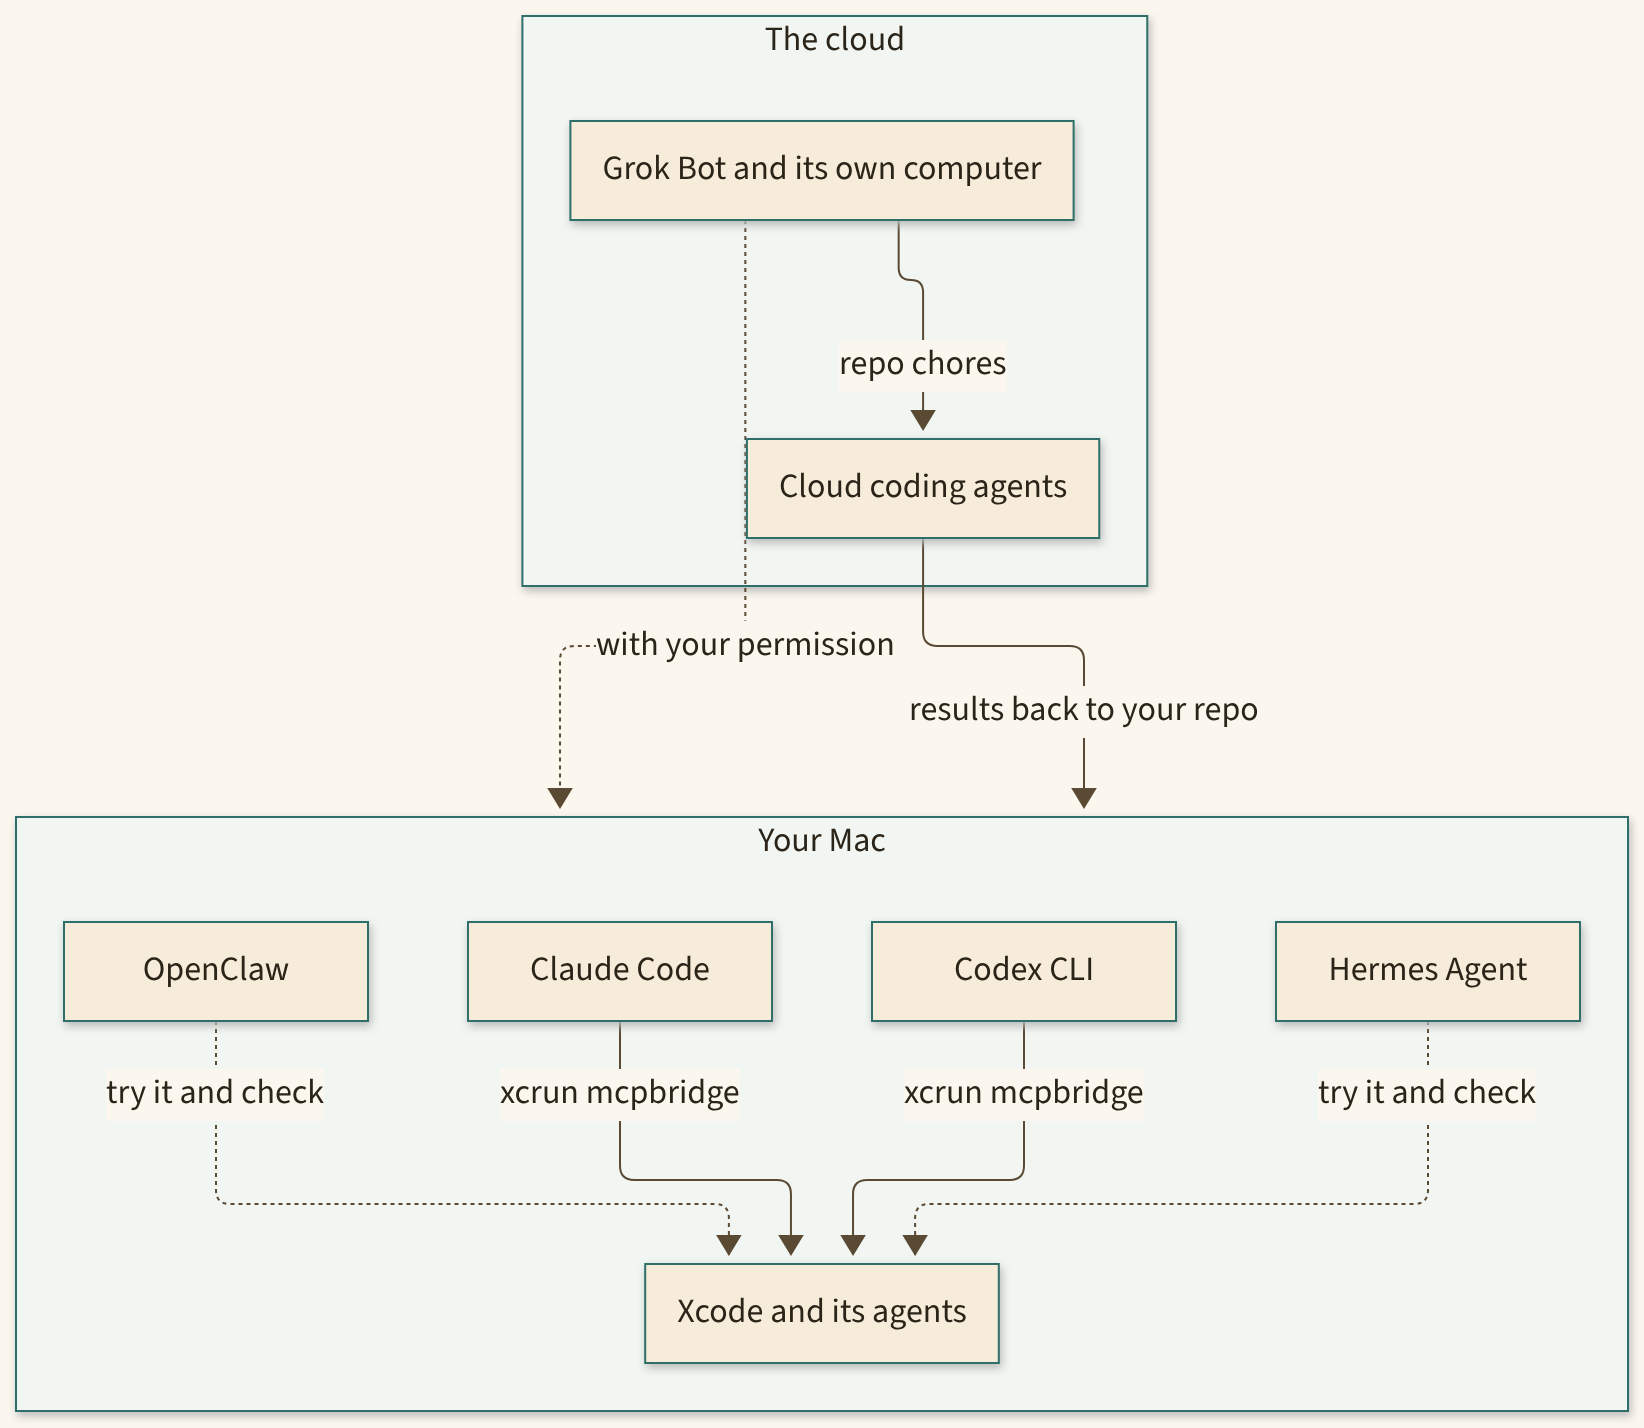 The cloud
Grok Bot and its own computer
repo chores
Cloud coding agents
with your permission
results back to your repo
Your Mac
OpenClaw
Claude Code
Codex CLI
Hermes Agent
try it and check
xcrun mcpbridge
xcrun mcpbridge
try it and check
Xcode and its agents